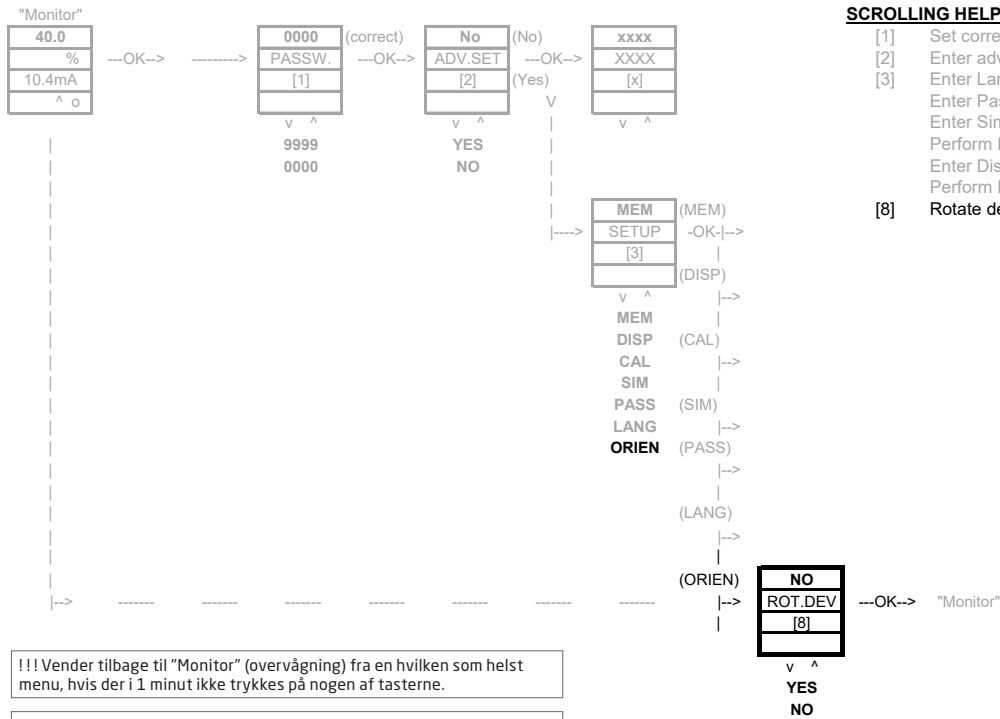 "Monitor"
SCROLLING HELP
40.0 0000 (correct) No (No) xxxx
[1] Set corre
% ---OK--> ---------> PASSW. ---OK--> ADV.SET ---OK--> XXXX
[2] Enter adv
10.4mA [1] [2] (Yes) [x]
[3] Enter Lan
^ o V
Enter Pas
v ^ v ^ | v ^
Enter Sim
| 9999 YES |
Perform
| 0000 NO |
Enter Dis
| |
Perform
| | MEM (MEM)
[8] Rotate de
| |----> SETUP -OK-|-->
| [3] |
| (DISP)
| v ^ |-->
| MEM |
| DISP (CAL)
| CAL |-->
| SIM |
| PASS (SIM)
| LANG |-->
| ORIEN (PASS)
| |-->
| |
| (LANG)
| |-->
| |
| (ORIEN) NO
|--> ------- ------- ------- ------- ------- ------- ------- |--> ROT.DEV ---OK--> "Monitor"
| [8]
!!! Vender tilbage til "Monitor" (overvågning) fra en hvilken som helst
menu, hvis der i 1 minut ikke trykkes på nogen af tasterne.
v ^
YES
NO